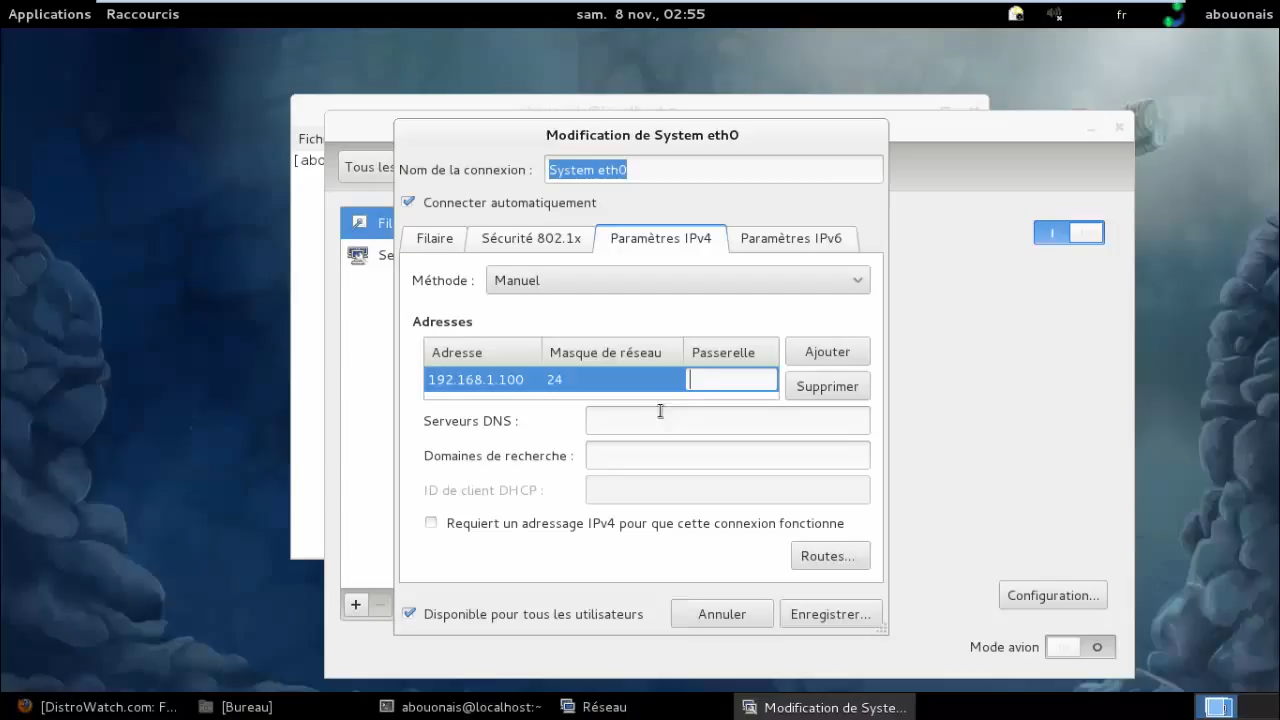 Applications Raccourcis sam. 8 nov., 02:55 fr abouonais
Fich
[abo
Tous les
Fil
Se
Modification de System eth0
Nom de la connexion : System eth0
Connecter automatiquement
Filaire Sécurité 802.1x Paramètres IPv4 Paramètres IPv6
Méthode : Manuel
Adresses
Adresse Masque de réseau Passerelle Ajouter
192.168.1.100 24 Supprimer
Serveurs DNS :
Domaines de recherche :
ID de client DHCP :
Requiert un adressage IPv4 pour que cette connexion fonctionne
Routes...
Disponible pour tous les utilisateurs Annuler Enregistrer...
Configuration...
Mode avion O
[DistroWatch.com: F... [Bureau] abouonais@localhost:~ Réseau Modification de Syste...